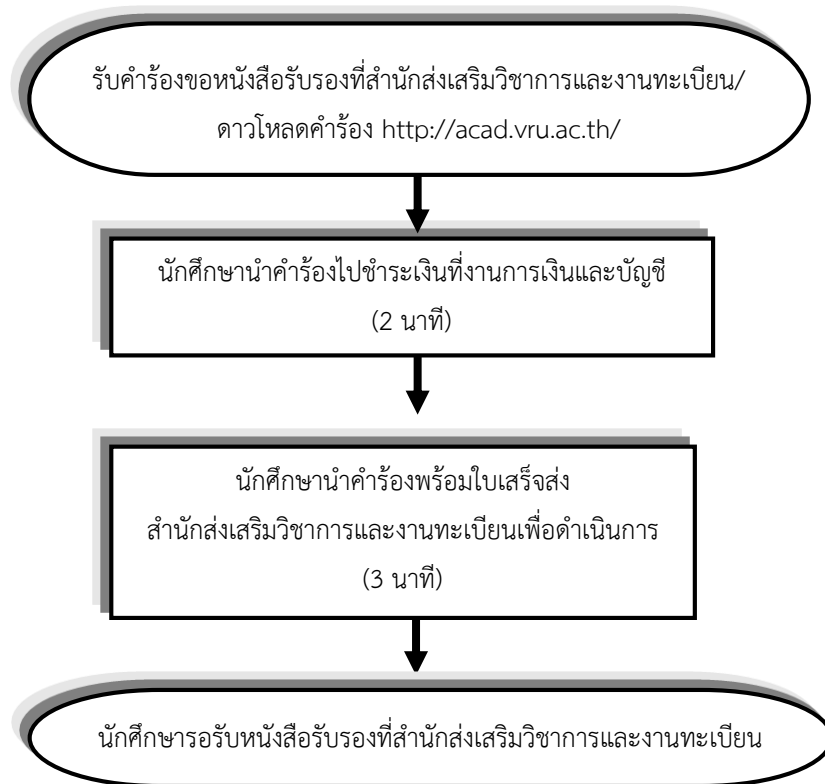 รับคำร้องขอหนังสือรับรองที่สำนักส่งเสริมวิชาการและงานทะเบียน/
ดาวโหลดคำร้อง http://acad.vru.ac.th/
นักศึกษานำคำร้องไปชำระเงินที่งานการเงินและบัญชี
(2 นาที)
นักศึกษานำคำร้องพร้อมใบเสร็จส่ง
สำนักส่งเสริมวิชาการและงานทะเบียนเพื่อดำเนินการ
(3 นาที)
นักศึกษารอรับหนังสือรับรองที่สำนักส่งเสริมวิชาการและงานทะเบียน